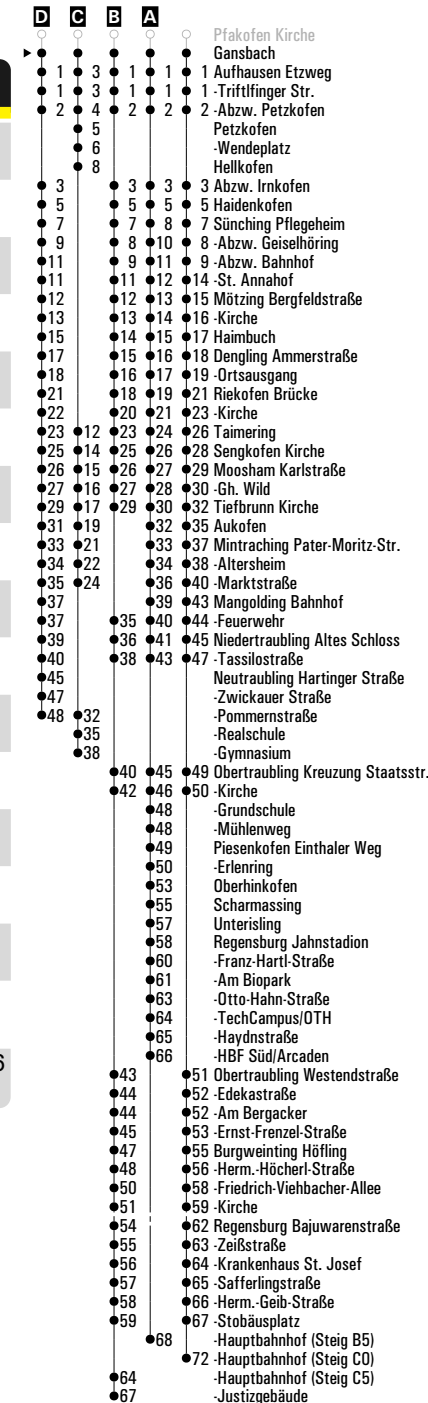 D C B A
Pfakofen Kirche
Gansbach
1 3 1 1 1 Aufhausen Etzweg
1 3 1 1 1 -Triftlfinger Str.
2 4 2 2 2 -Abzw. Petzkofen
5 Petzkofen
6 -Wendeplatz
8 Hellkofen
3 3 3 3 Abzw. Irnkofen
5 5 5 5 Haidenkofen
7 7 8 7 Sünching Pflegeheim
9 8 10 8 -Abzw. Geiselhöring
11 9 11 9 -Abzw. Bahnhof
11 11 12 14 -St. Annahof
12 12 13 15 Mötzing Bergfeldstraße
13 13 14 16 -Kirche
15 14 15 17 Haimbuch
17 15 16 18 Dengling Ammerstraße
18 16 17 19 -Ortsausgang
21 18 19 21 Riekofen Brücke
22 20 21 23 -Kirche
23 12 23 24 26 Taimering
25 14 25 26 28 Sengkofen Kirche
26 15 26 27 29 Moosham Karlstraße
27 16 27 28 30 -Gh. Wild
29 17 29 30 32 Tiefbrunn Kirche
31 19 32 35 Aukofen
33 21 33 37 Mintraching Pater-Moritz-Str.
34 22 34 38 -Altersheim
35 24 36 40 -Marktstraße
37 39 43 Mangolding Bahnhof
37 35 40 44 -Feuerwehr
39 36 41 45 Niedertraubling Altes Schloss
40 38 43 47 -Tassilostraße
45 Neutraubling Hartinger Straße
47 -Zwickauer Straße
48 32 -Pommernstraße
35 -Realschule
38 -Gymnasium
40 45 49 Obertraubling Kreuzung Staatsstr.
42 46 50 -Kirche
48 -Grundschule
48 -Mühlenweg
49 Piesenkofen Einthaler Weg
50 -Erlenring
53 Oberhinkofen
55 Scharmassing
57 Unterisling
58 Regensburg Jahnstadion
60 -Franz-Hartl-Straße
61 -Am Biopark
63 -Otto-Hahn-Straße
64 -TechCampus/OTH
65 -Haydnstraße
66 -HBF Süd/Arcaden
43 51 Obertraubling Westendstraße
44 52 -Edekastraße
44 52 -Am Bergacker
45 53 -Ernst-Frenzel-Straße
47 55 Burgweinting Höfling
48 56 -Herm.-Höcherl-Straße
50 58 -Friedrich-Viehbacher-Allee
51 59 -Kirche
54 62 Regensburg Bajuwarenstraße
55 63 -Zeißstraße
56 64 -Krankenhaus St. Josef
57 65 -Safferlingstraße
58 66 -Herm.-Geib-Straße
59 67 -Stobäusplatz
68 -Hauptbahnhof (Steig B5)
72 -Hauptbahnhof (Steig C0)
64 -Hauptbahnhof (Steig C5)
67 -Justizgebäude